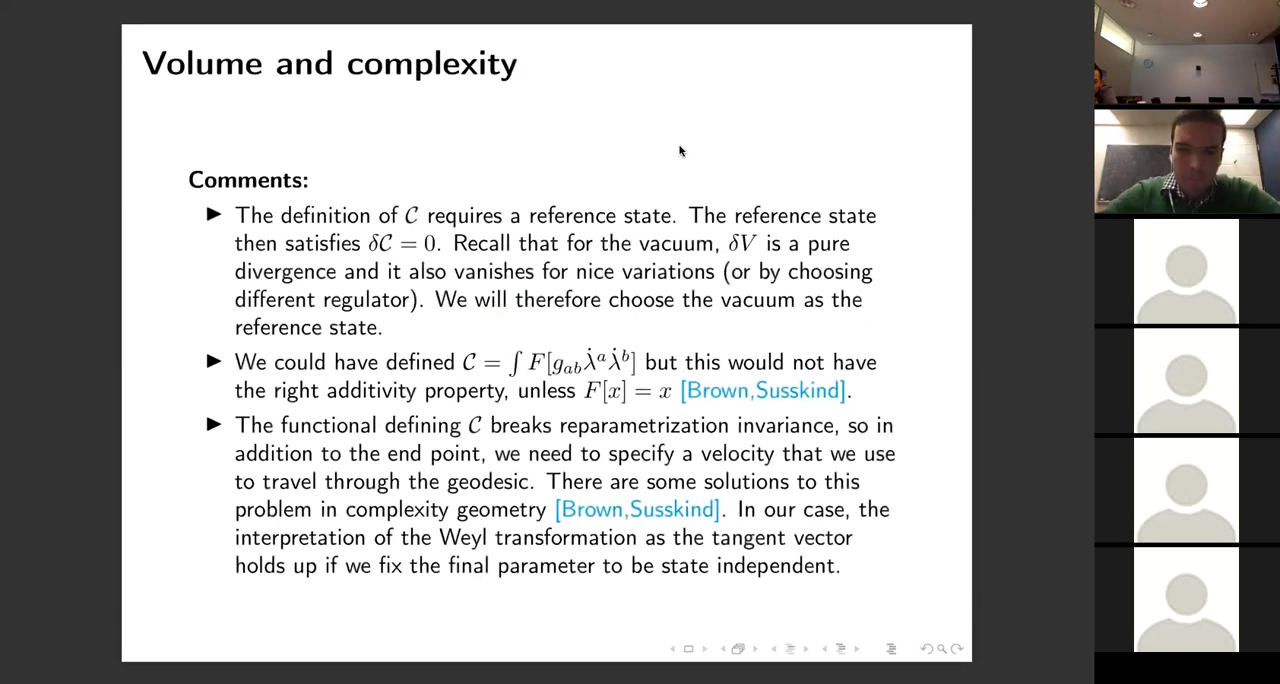 Volume and complexity
Comments:
▶ The definition of 𝒞 requires a reference state. The reference state
then satisfies δ𝒞 = 0. Recall that for the vacuum, δV is a pure
divergence and it also vanishes for nice variations (or by choosing
different regulator). We will therefore choose the vacuum as the
reference state.
▶ We could have defined 𝒞 = ∫ F[g_{ab}λ̇^aλ̇^b] but this would not have
the right additivity property, unless F[x] = x [Brown,Susskind].
▶ The functional defining 𝒞 breaks reparametrization invariance, so in
addition to the end point, we need to specify a velocity that we use
to travel through the geodesic. There are some solutions to this
problem in complexity geometry [Brown,Susskind]. In our case, the
interpretation of the Weyl transformation as the tangent vector
holds up if we fix the final parameter to be state independent.